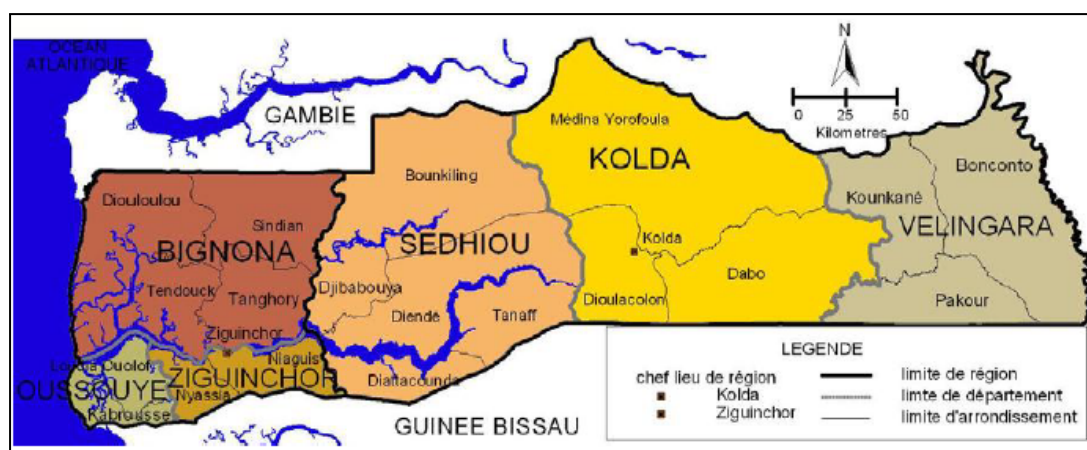 OCEAN
ATLANTIQUE
N
GAMBIE
0 25 50
Kilometres
Médina Yorofoula
KOLDA
Bounkiling
Bonconto
Kounkané
VELINGARA
Diouloulou
Sindian
BIGNONA
SEDHIOU
Kolda
Dabo
Tendouck
Tanghory
Djibabouya
Diendé
Tanaff
Dioulacolon
Pakour
Ziguinchor
Niaguis
ZIGUINCHOR
OUSSOUYE
Nyassia
Kabrousse
Diattacounda
GUINEE BISSAU
LEGENDE
chef lieu de région
Kolda
Ziguinchor
limite de région
limte de département
limite d'arrondissement